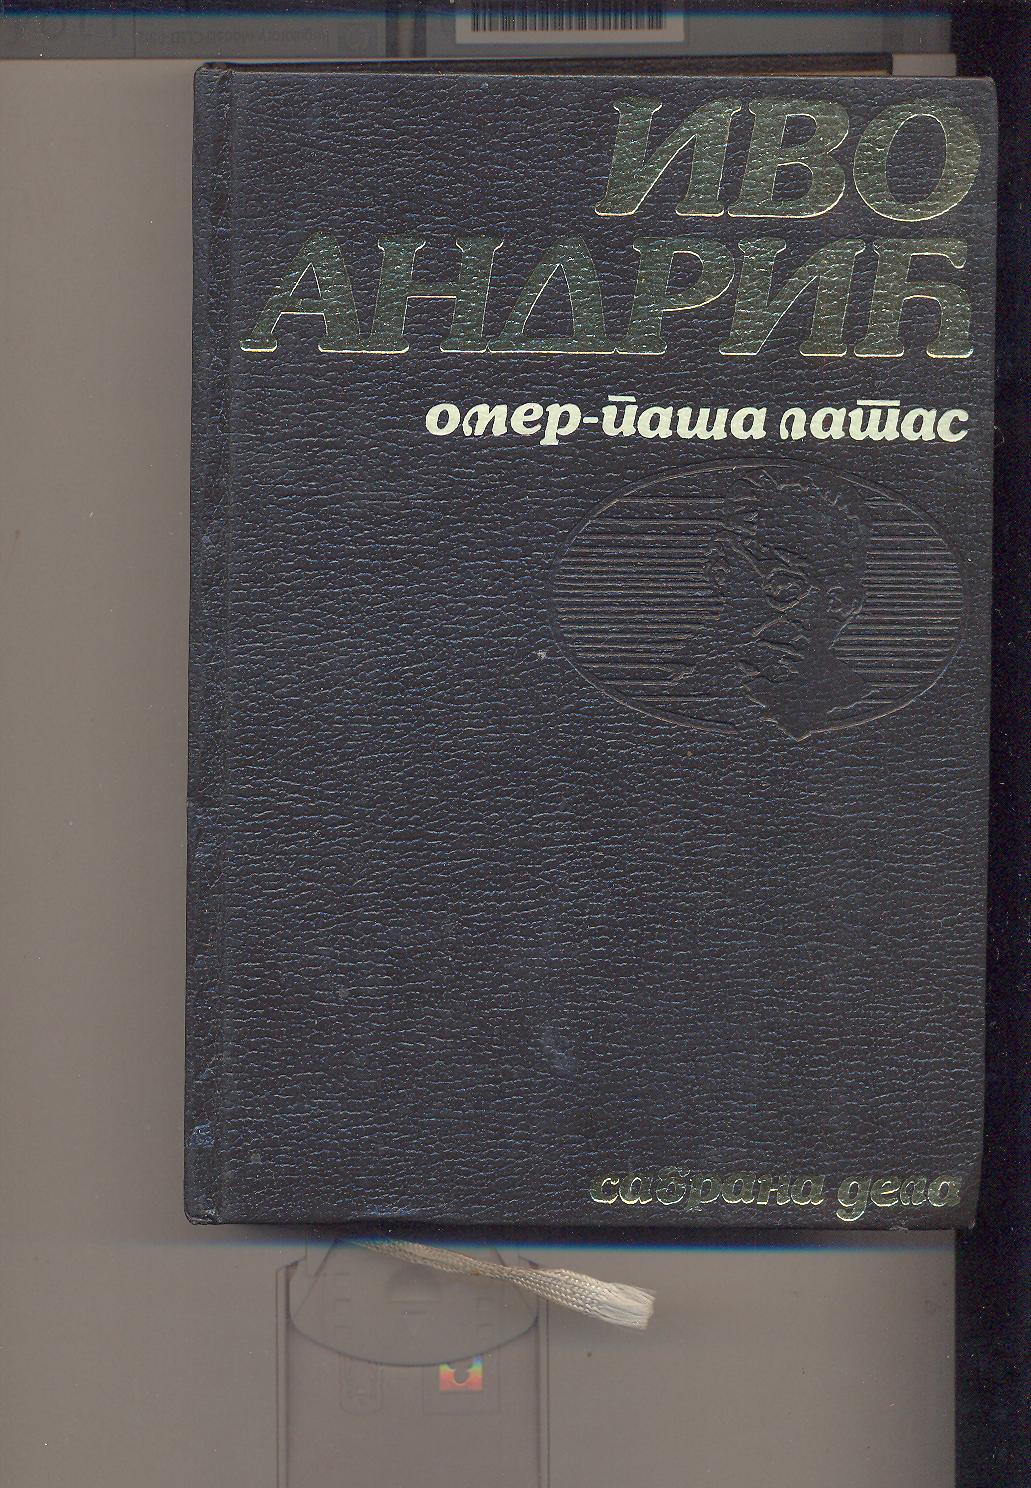 ИВО
АНДРИЋ
омер-паша латас
сабрана дела